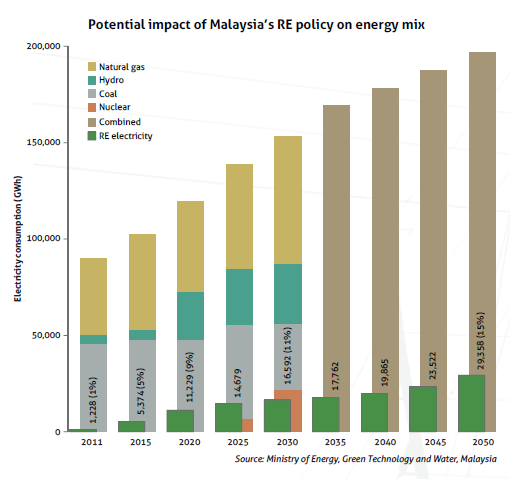 Potential impact of Malaysia's RE policy on energy mix
200,000
150,000
100,000
50,000
0
Electricity consumption (GWh)
Natural gas
Hydro
Coal
Nuclear
Combined
RE electricity
1,228 (1%)
5,374 (5%)
11,229 (9%)
14,679
16,592 (11%)
17,762
19,865
23,522
29,358 (15%)
2011 2015 2020 2025 2030 2035 2040 2045 2050
Source: Ministry of Energy, Green Technology and Water, Malaysia